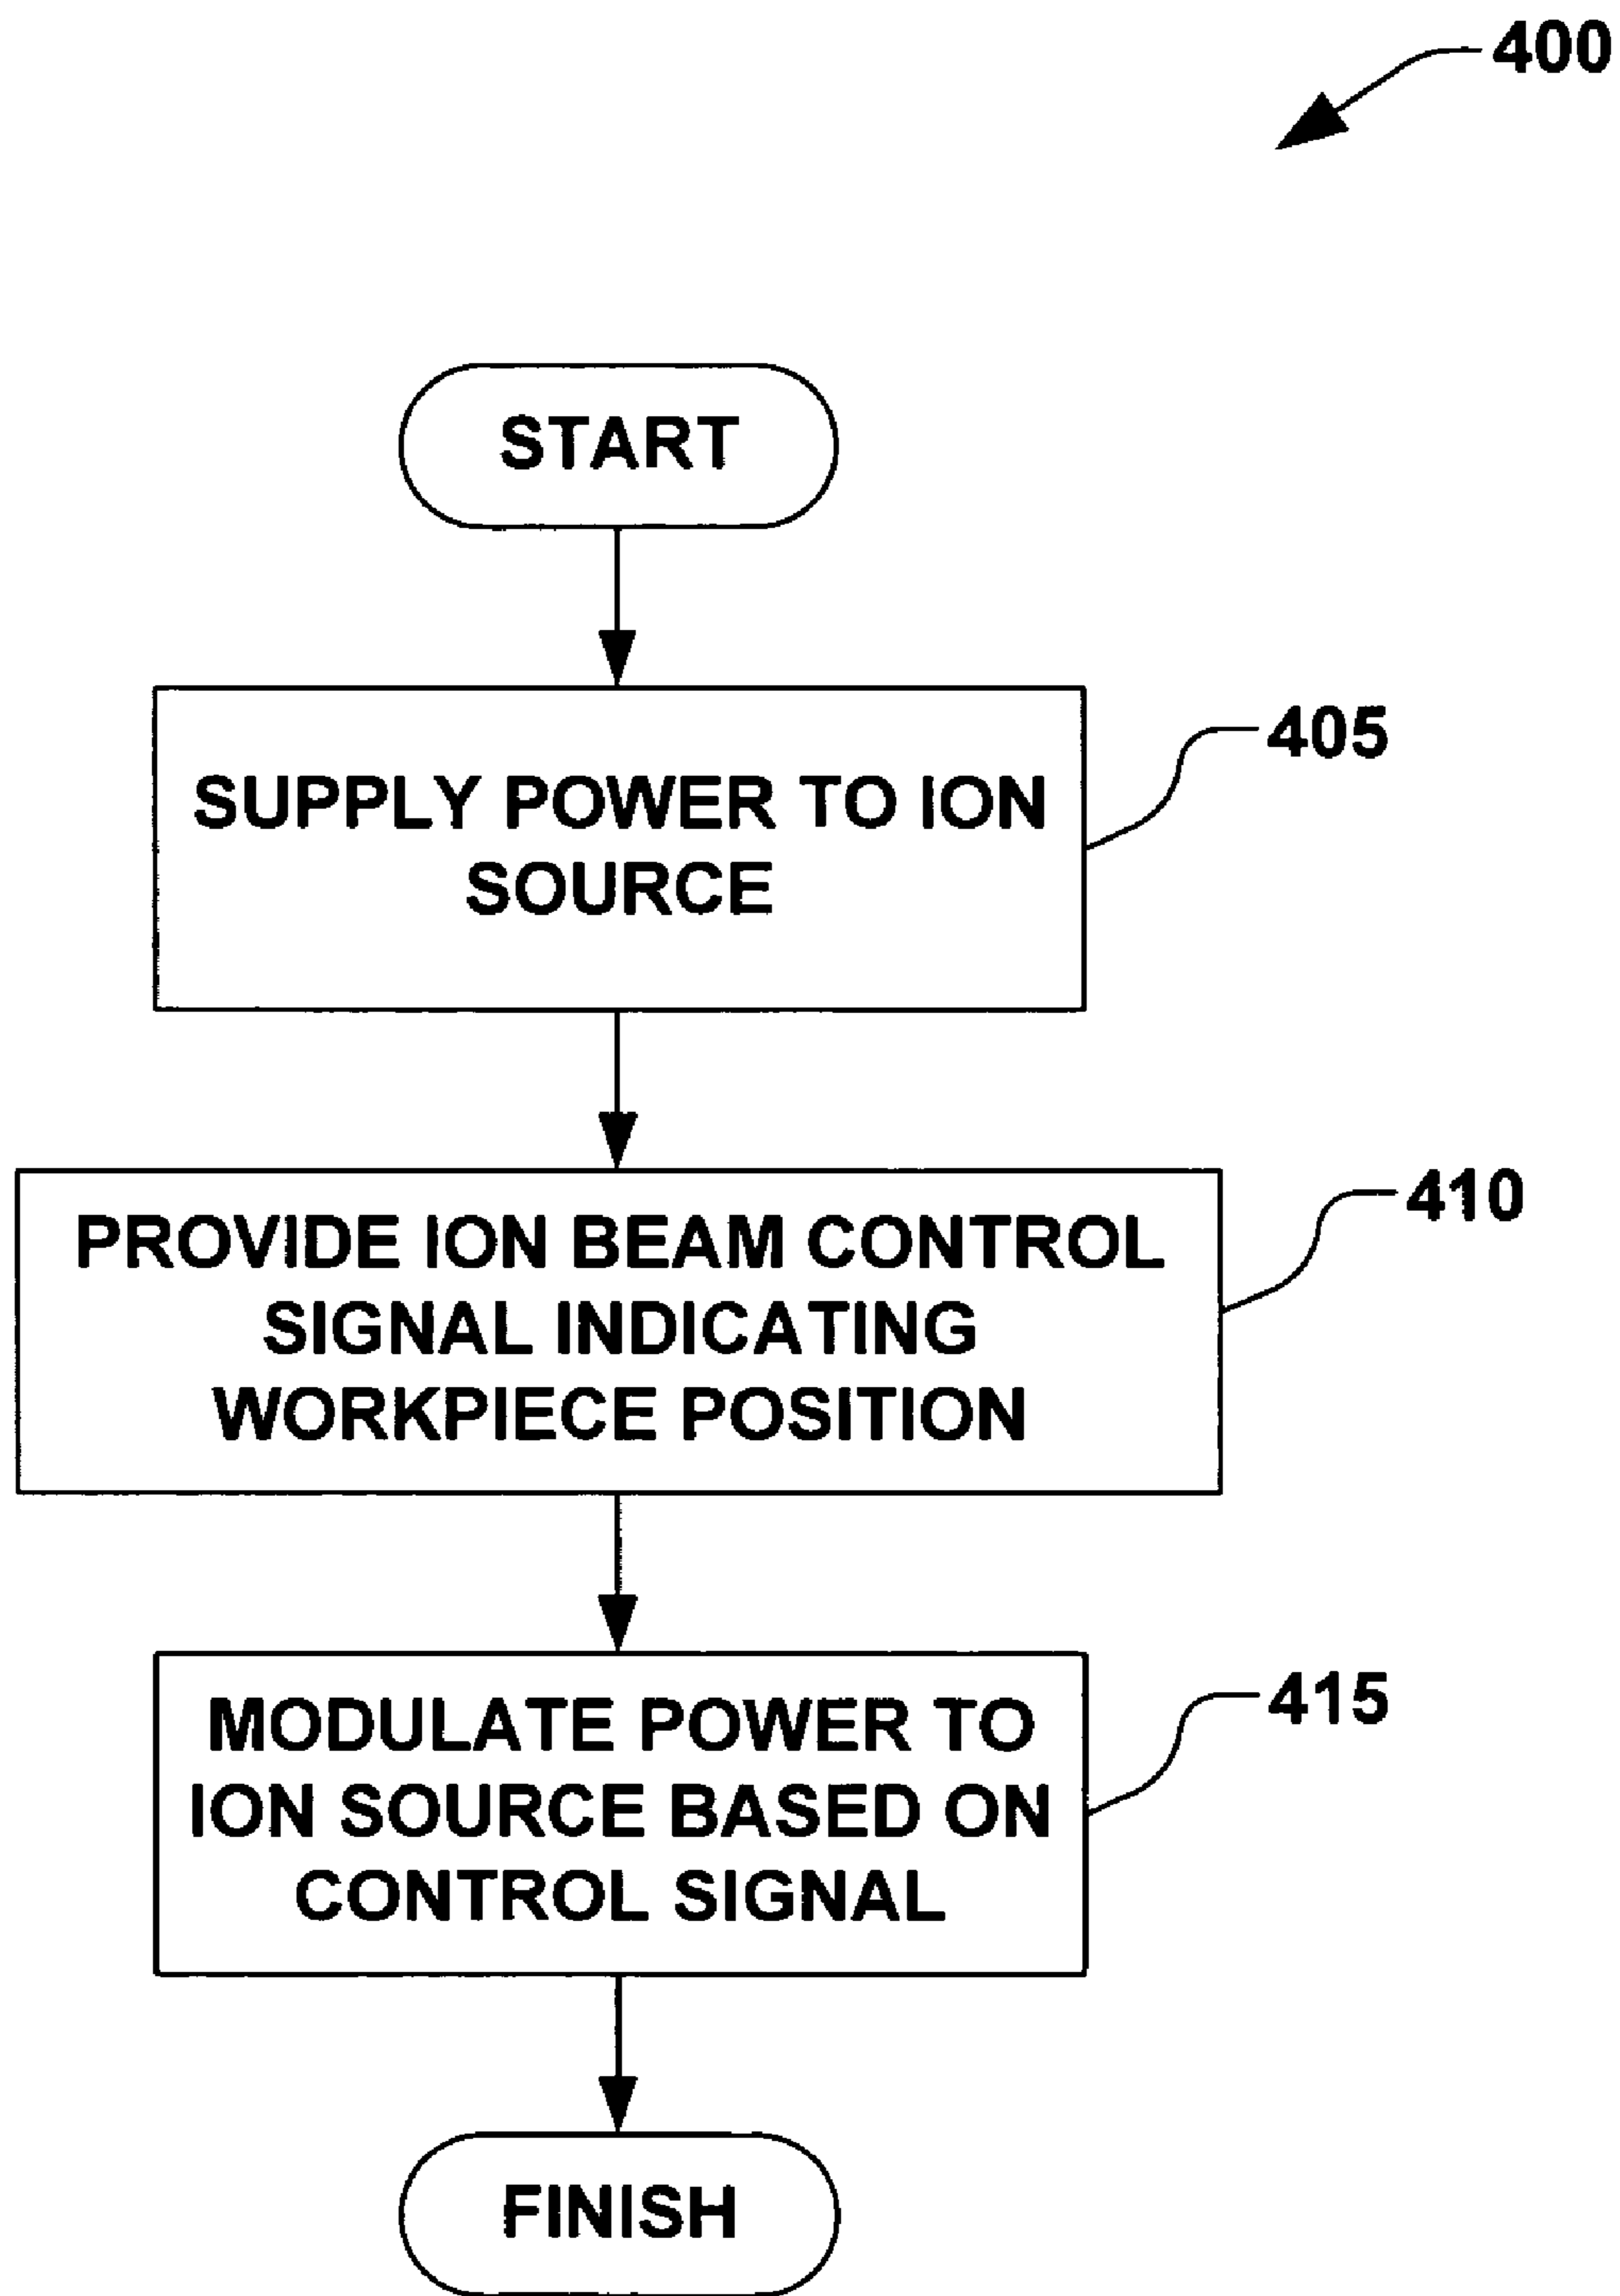 400
START
405
SUPPLY POWER TO ION
SOURCE
410
PROVIDE ION BEAM CONTROL
SIGNAL INDICATING
WORKPIECE POSITION
415
MODULATE POWER TO
ION SOURCE BASED ON
CONTROL SIGNAL
FINISH